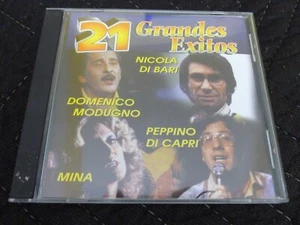 21 Grandes
Exitos
NICOLA
DI BARI
DOMENICO
MODUGNO
PEPPINO
DI CAPRI
MINA